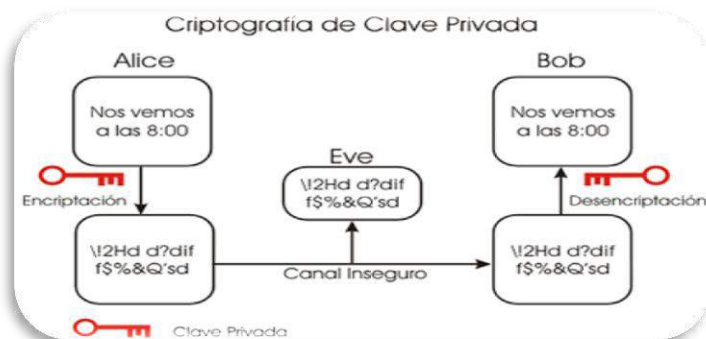 Criptografía de Clave Privada
Alice
Bob
Nos vemos
a las 8:00
Nos vemos
a las 8:00
Eve
\!2Hd d?dif
f$%&Q'sd
Encriptación
Desencriptación
\!2Hd d?dif
f$%&Q'sd
Canal Inseguro
\!2Hd d?dif
f$%&Q'sd
Clave Privada